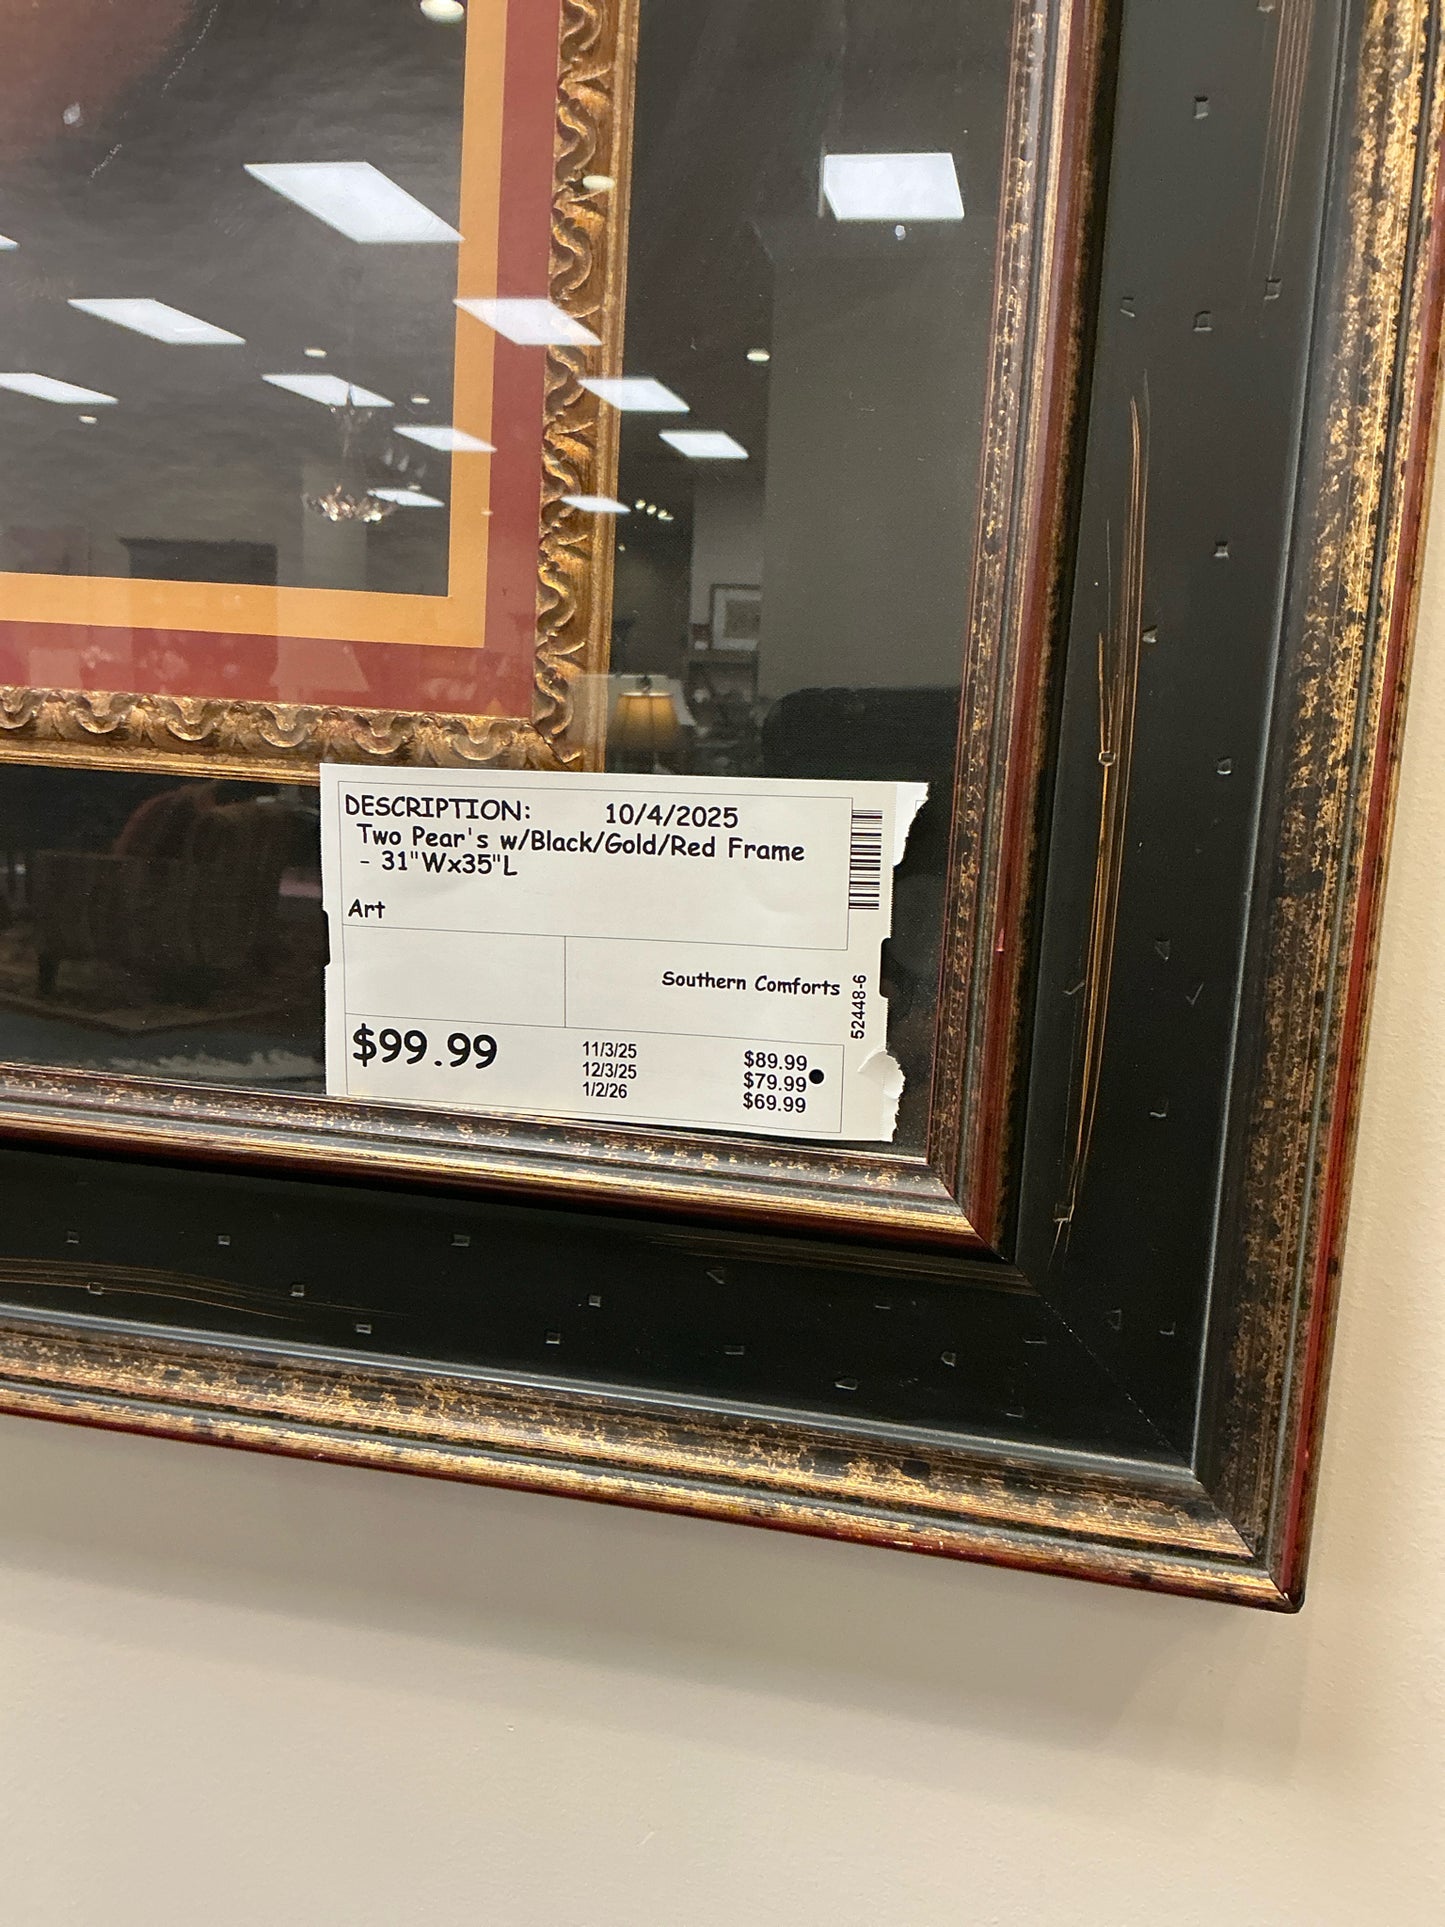 DESCRIPTION: 10/4/2025
Two Pear's w/Black/Gold/Red Frame
- 31"Wx35"L
Art
Southern Comforts
52448-6
$99.99
11/3/25 $89.99
12/3/25 $79.99
1/2/26 $69.99